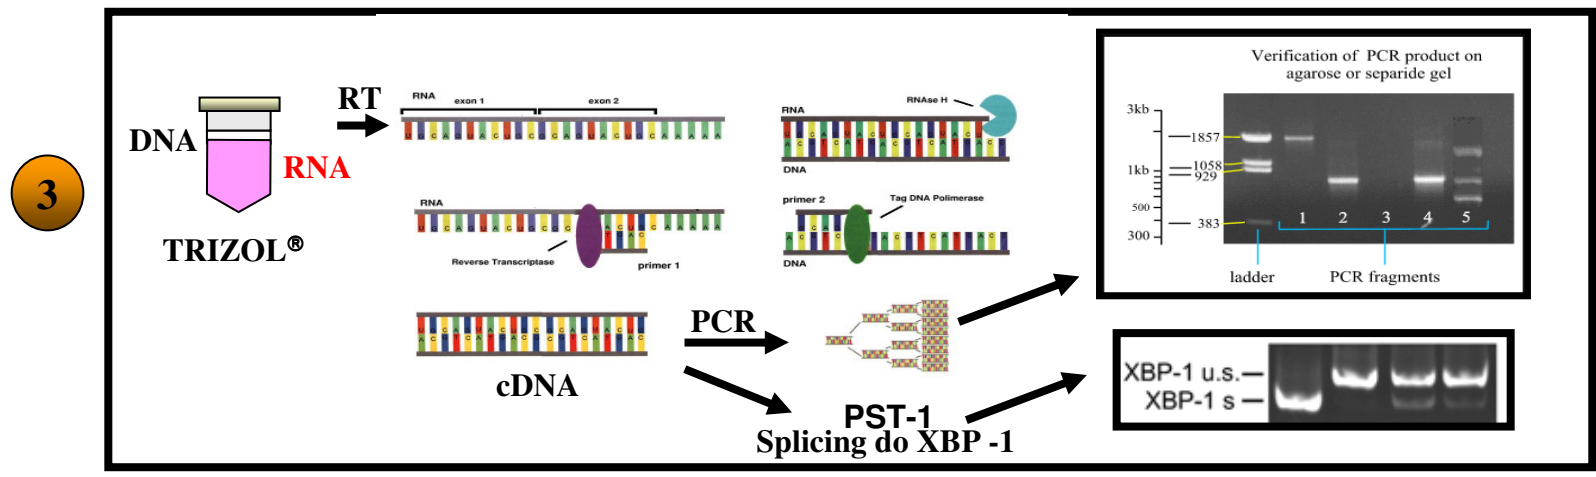 3
DNA
RNA
TRIZOL®
RT
RNA
exon 1
exon 2
RNA
Reverse Transcriptase
primer 1
cDNA
RNA
RNAse H
DNA
primer 2
Tag DNA Polimerase
DNA
PCR
PST-1
Splicing do XBP -1
Verification of PCR product on
agarose or separide gel
3kb
1857
1058
1kb
929
500
383
300
1 2 3 4 5
ladder
PCR fragments
XBP-1 u.s.
XBP-1 s